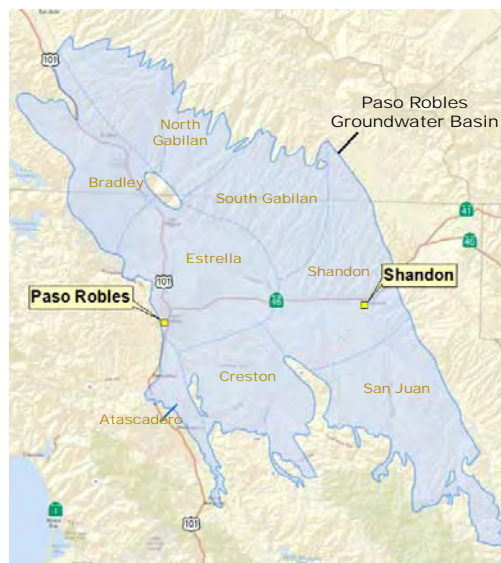 101
Paso Robles
Groundwater Basin
North
Gabilan
Bradley
South Gabilan
41
46
Estrella
Shandon
101
Shandon
Paso Robles
46
Creston
San Juan
Atascadero
1
101